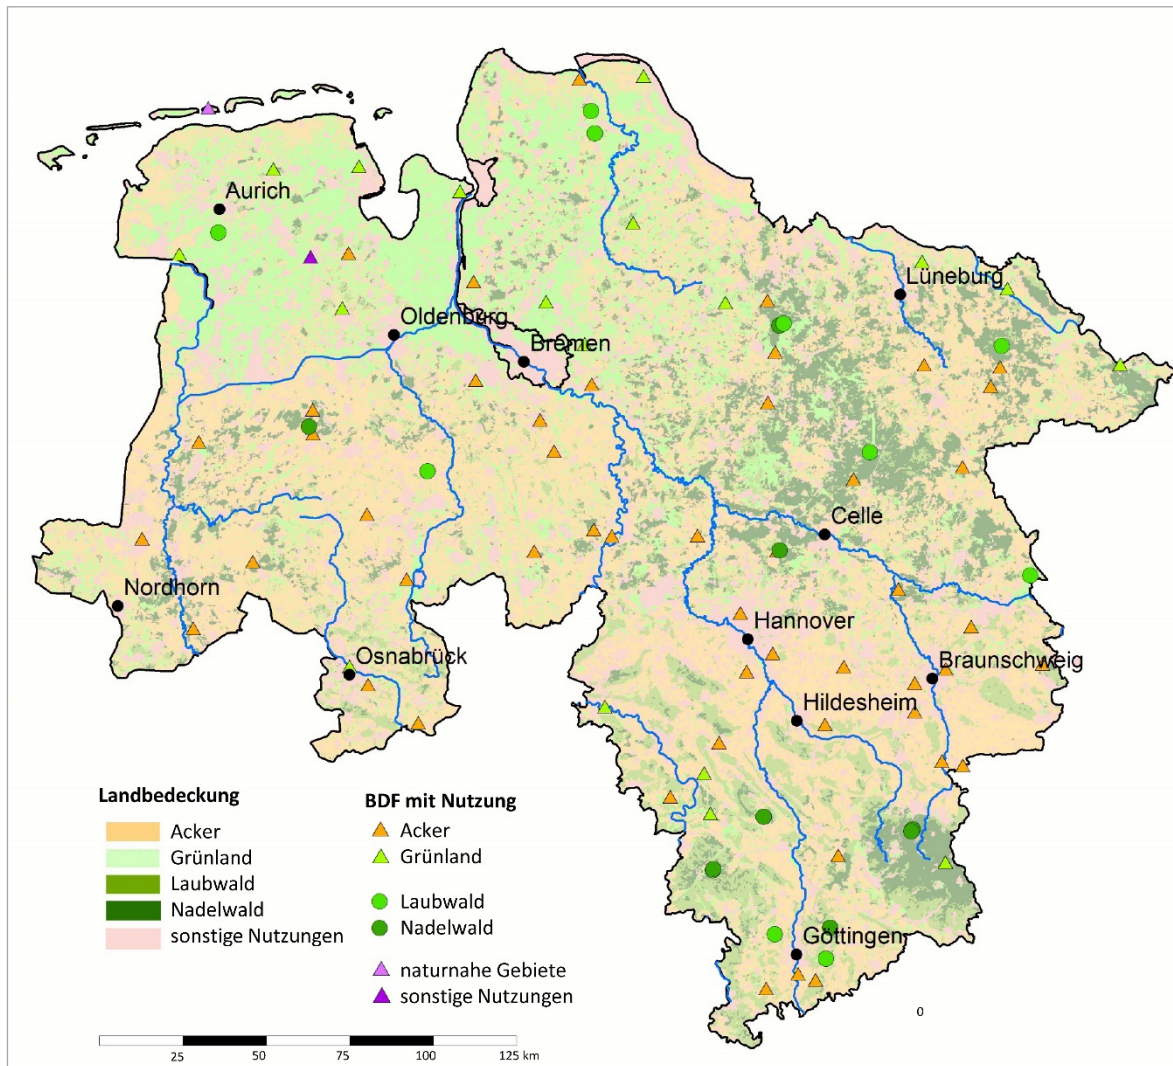 Aurich
Lüneburg
Oldenburg
Bremen
Celle
Nordhorn
Hannover
Osnabrück
Braunschweig
Hildesheim
Göttingen
Landbedeckung
Acker
Grünland
Laubwald
Nadelwald
sonstige Nutzungen
BDF mit Nutzung
Acker
Grünland
Laubwald
Nadelwald
naturnahe Gebiete
sonstige Nutzungen
0
25 50 75 100 125 km